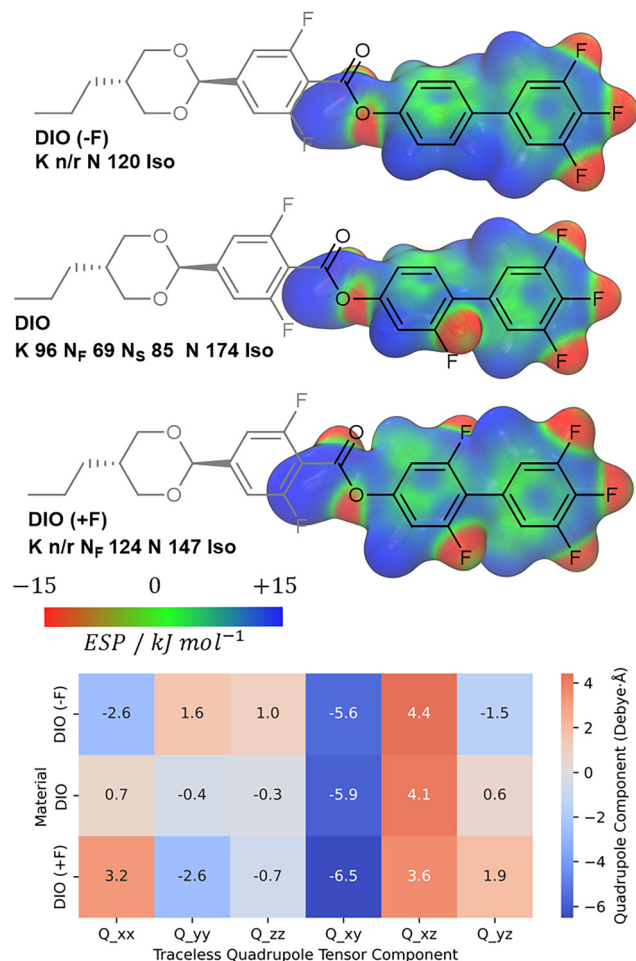 O
O
F
F
O
O
F
F
F
DIO (-F)
K n/r N 120 Iso
O
O
F
F
O
O
F
F
F
F
DIO
K 96 N_F 69 N_S 85 N 174 Iso
O
O
F
F
O
O
F
F
F
F
F
DIO (+F)
K n/r N_F 124 N 147 Iso
−15 0 +15
ESP / kJ mol⁻¹
Material
DIO (-F) -2.6 1.6 1.0 -5.6 4.4 -1.5
DIO 0.7 -0.4 -0.3 -5.9 4.1 0.6
DIO (+F) 3.2 -2.6 -0.7 -6.5 3.6 1.9
Q_xx Q_yy Q_zz Q_xy Q_xz Q_yz
Traceless Quadrupole Tensor Component
4
2
0
−2
−4
−6
Quadrupole Component (Debye·Å)